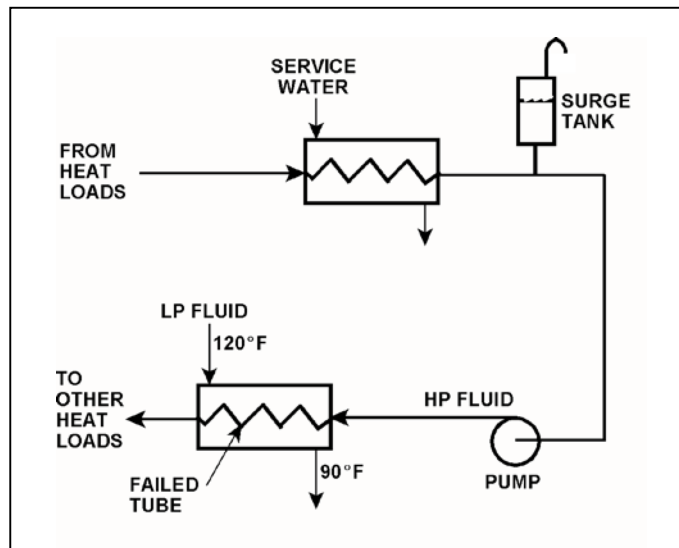 SERVICE
WATER
SURGE
TANK
FROM
HEAT
LOADS
LP FLUID
120°F
TO
OTHER
HEAT
LOADS
HP FLUID
90°F
FAILED
TUBE
PUMP